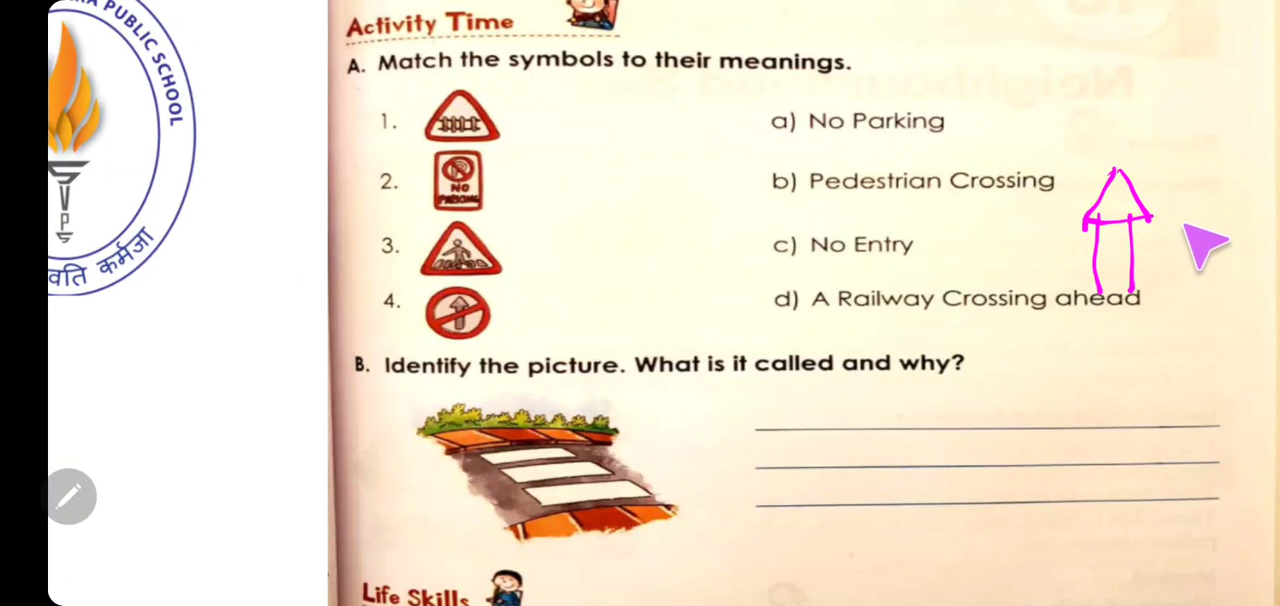 PUBLIC SCHOOL
SVP
वति कर्मजा
Activity Time
A. Match the symbols to their meanings.
1.
a) No Parking
2.
NO
PARKING
b) Pedestrian Crossing
3.
c) No Entry
4.
d) A Railway Crossing ahead
B. Identify the picture. What is it called and why?
Life Skills